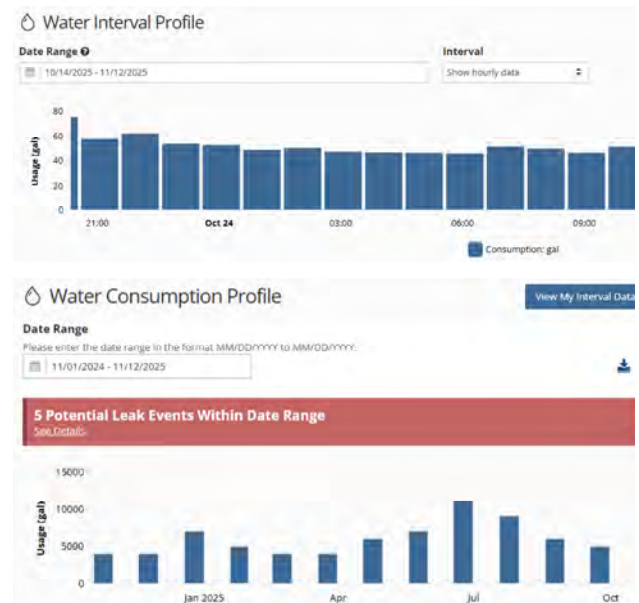 Water Interval Profile
Date Range
Interval
10/14/2025 - 11/12/2025
Show hourly data
80
60
40
20
0
Usage (gal)
21:00 Oct 24 03:00 06:00 09:00
Consumption: gal
Water Consumption Profile
View My Interval Data
Date Range
Please enter the date range in the format MM/DD/YYYY to MM/DD/YYYY.
11/01/2024 - 11/12/2025
5 Potential Leak Events Within Date Range
See Details
15000
10000
5000
0
Usage (gal)
Jan 2025 Apr Jul Oct